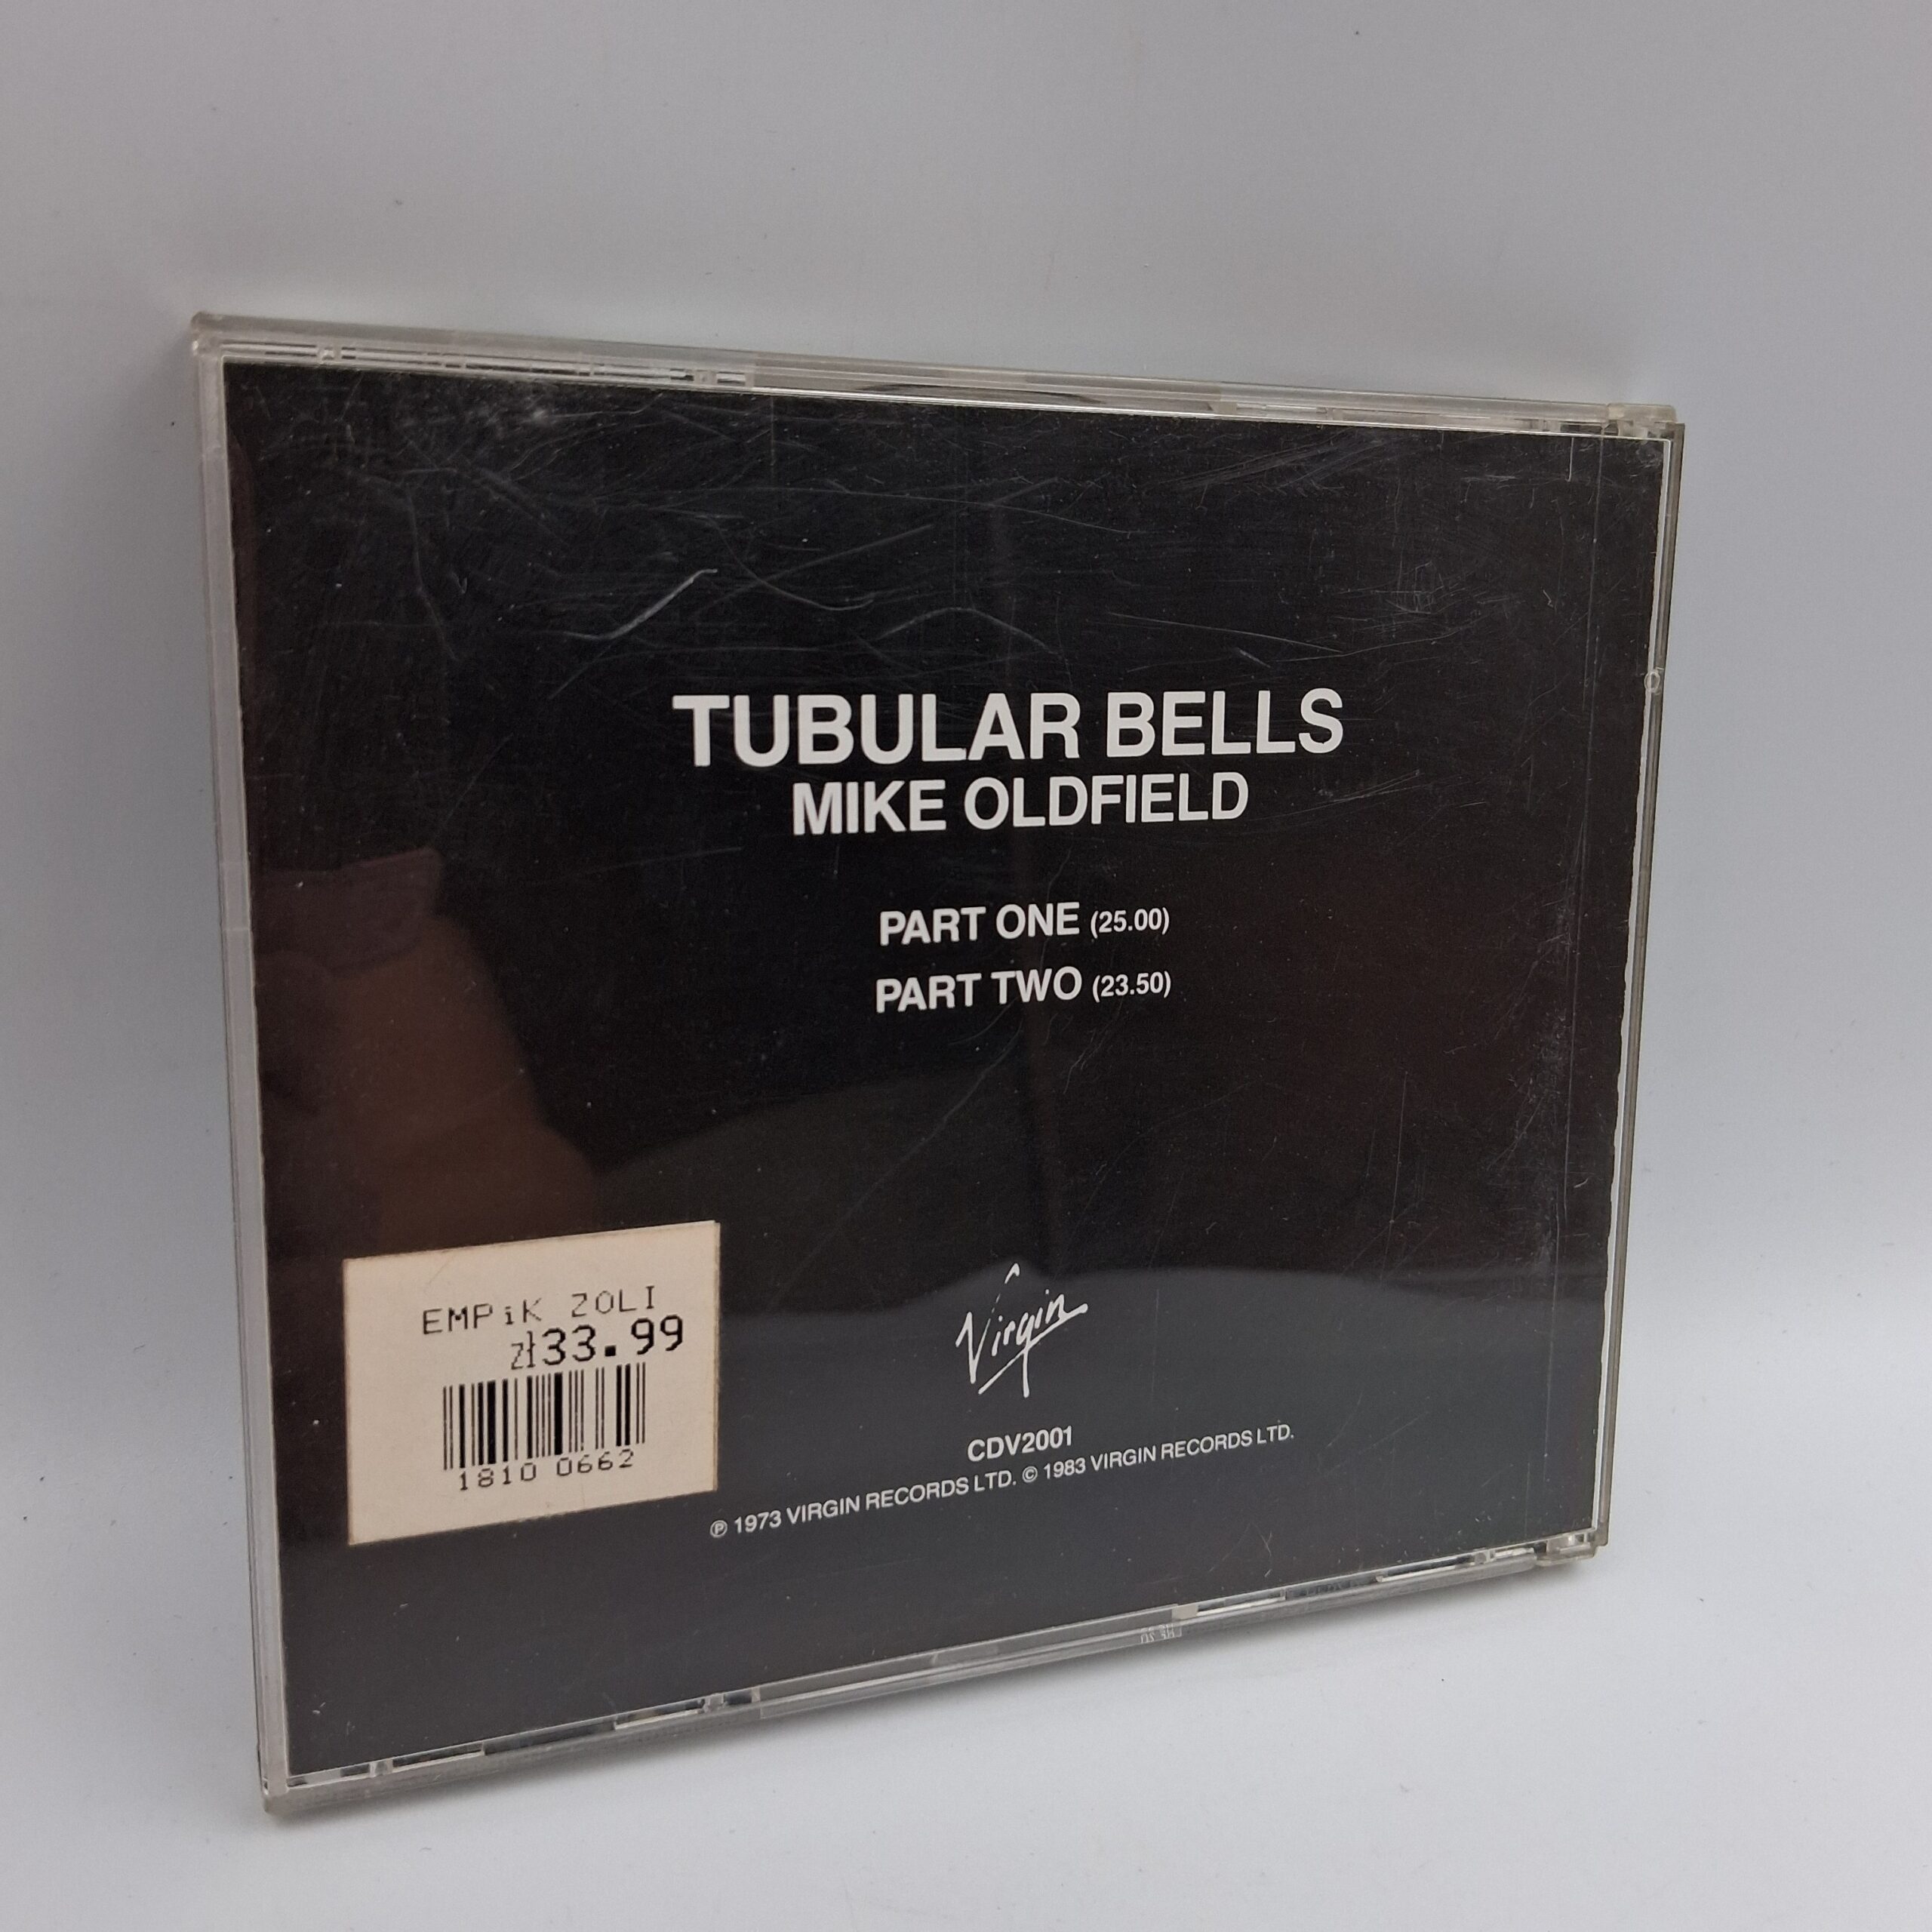 TUBULAR BELLS
MIKE OLDFIELD
PART ONE (25.00)
PART TWO (23.50)
EMPiK ZOLI
zł33.99
1810 0662
Virgin
CDV2001
℗ 1973 VIRGIN RECORDS LTD. © 1983 VIRGIN RECORDS LTD.